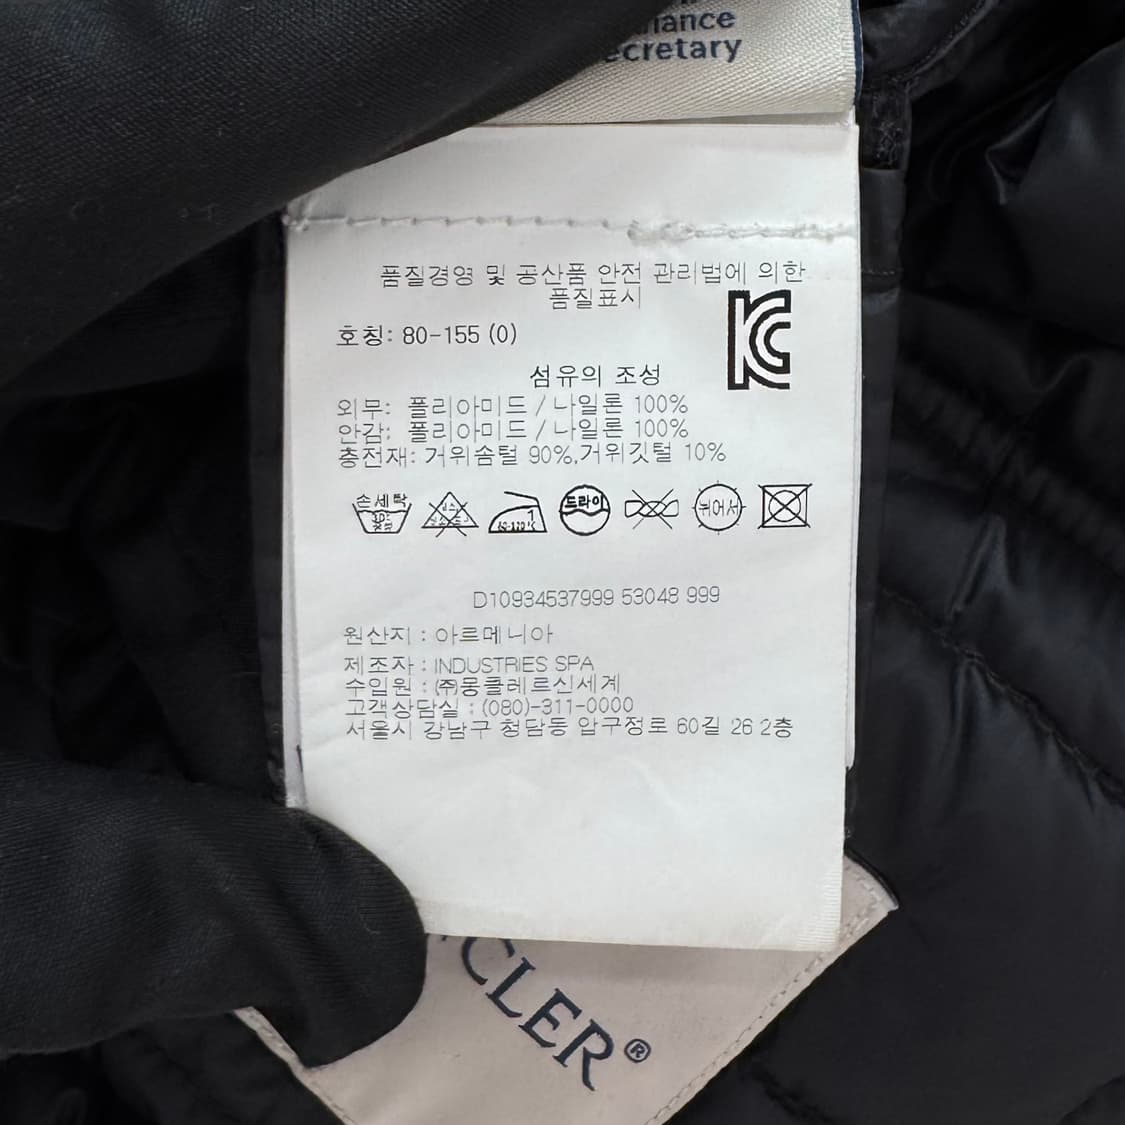 ecretary
품질경영 및 공산품 안전 관리법에 의한
품질표시
호칭: 80-155 (0)
섬유의 조성
외무: 폴리아미드 / 나일론 100%
안감: 폴리아미드 / 나일론 100%
충전재: 거위솜털 90%,거위깃털 10%
손세탁 드라이 뉘어서
D10934537999 53048 999
원산지 : 아르메니아
제조자 : INDUSTRIES SPA
수입원 : ㈜몽클레르신세계
고객상담실 : (080)-311-0000
서울시 강남구 청담동 압구정로 60길 26 2층
CLER®